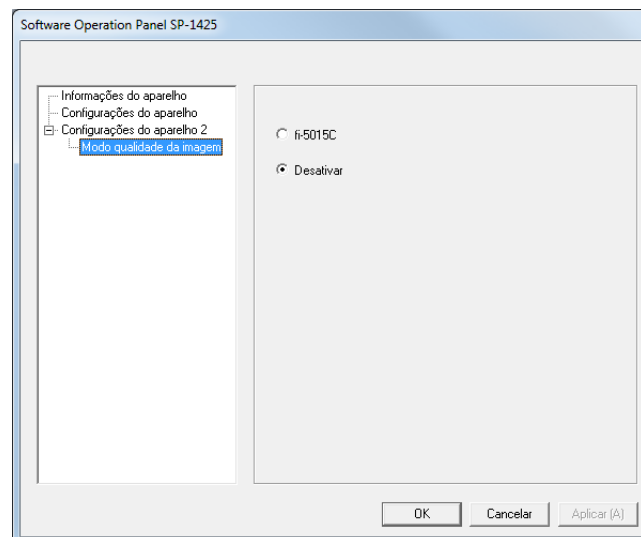 Software Operation Panel SP-1425
Informações do aparelho
Configurações do aparelho
Configurações do aparelho 2
Modo qualidade da imagem
fi-5015C
Desativar
OK
Cancelar
Aplicar (A)